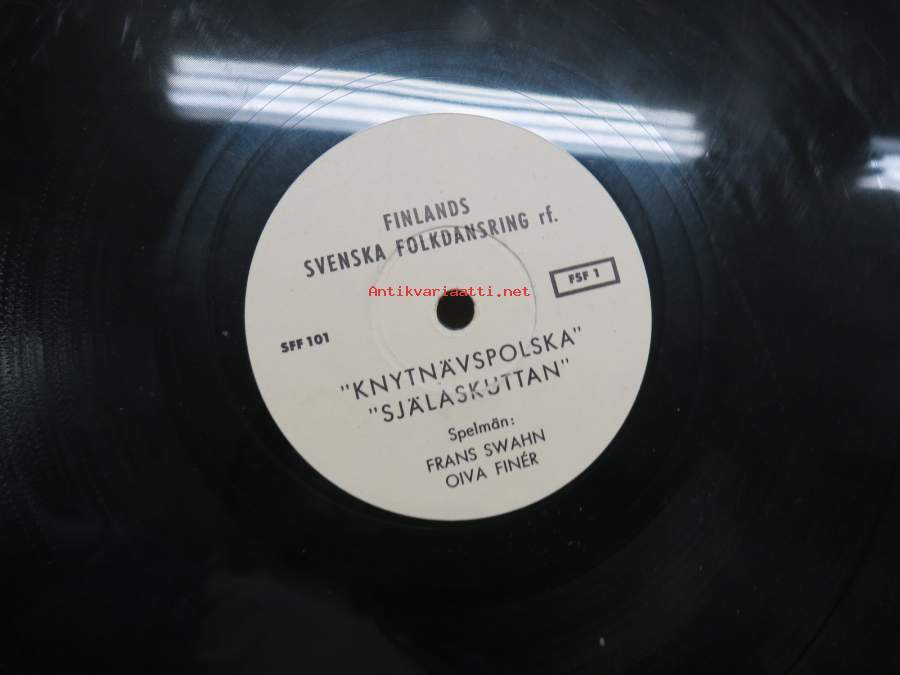 FINLANDS
SVENSKA FOLKDANSRING rf.
Antikvariaatti.net
FSF 1
SFF 101
"KNYTNÄVSPOLSKA"
"SJÄLASKUTTAN"
Spelmän:
FRANS SWAHN
OIVA FINÉR